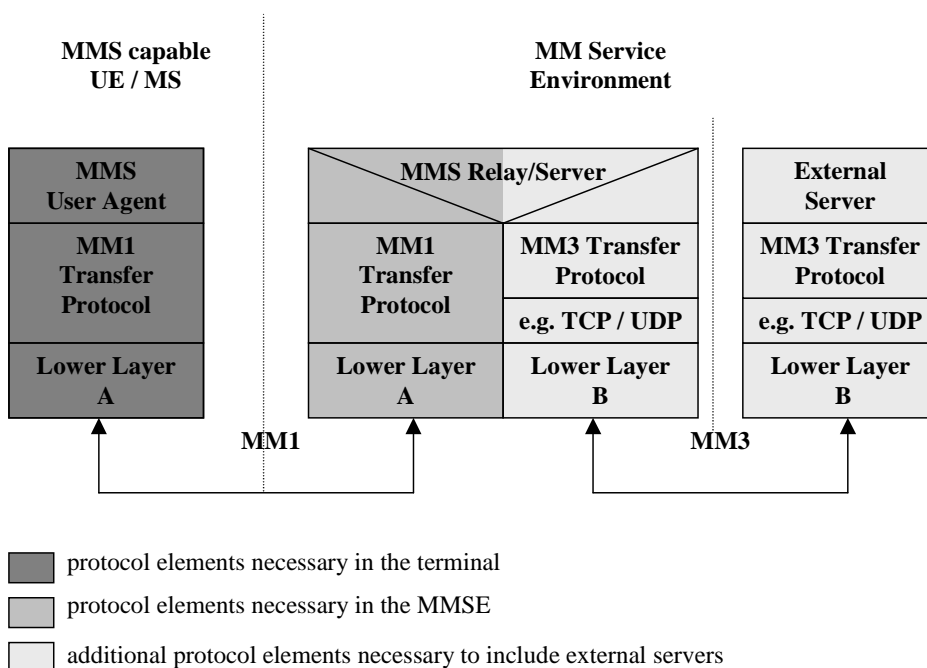 MMS capable
UE / MS
MM Service
Environment
MMS
User Agent
MM1
Transfer
Protocol
Lower Layer
A
MMS Relay/Server
MM1
Transfer
Protocol
Lower Layer
A
MM3 Transfer
Protocol
e.g. TCP / UDP
Lower Layer
B
External
Server
MM3 Transfer
Protocol
e.g. TCP / UDP
Lower Layer
B
MM1
MM3
protocol elements necessary in the terminal
protocol elements necessary in the MMSE
additional protocol elements necessary to include external servers